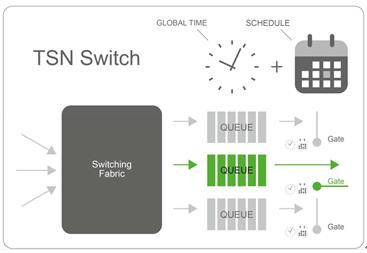 GLOBAL TIME
SCHEDULE
TSN Switch
Switching
Fabric
QUEUE
Gate
QUEUE
Gate
QUEUE
Gate